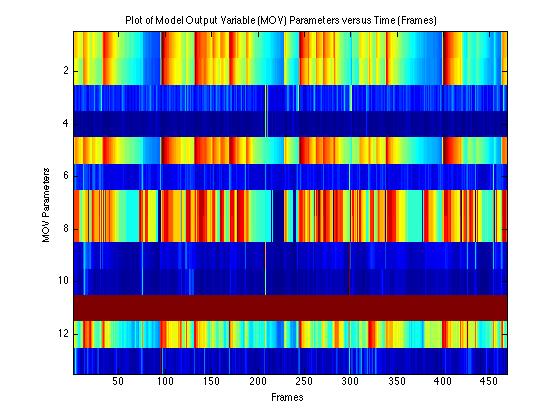 Plot of Model Output Variable (MOV) Parameters versus Time (Frames)
MOV Parameters
2
4
6
8
10
12
50 100 150 200 250 300 350 400 450
Frames